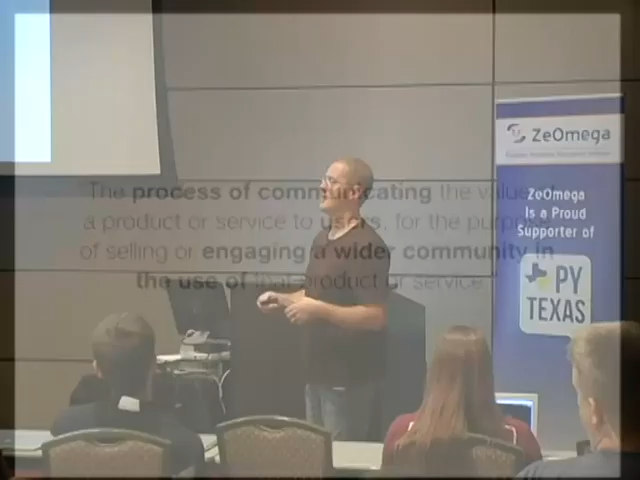 The process of communicating the value of
a product or service to users, for the purpose
of selling or engaging a wider community in
the use of that product or service.
ZeOmega
ZeOmega
Is a Proud
Supporter of
PY
TEXAS